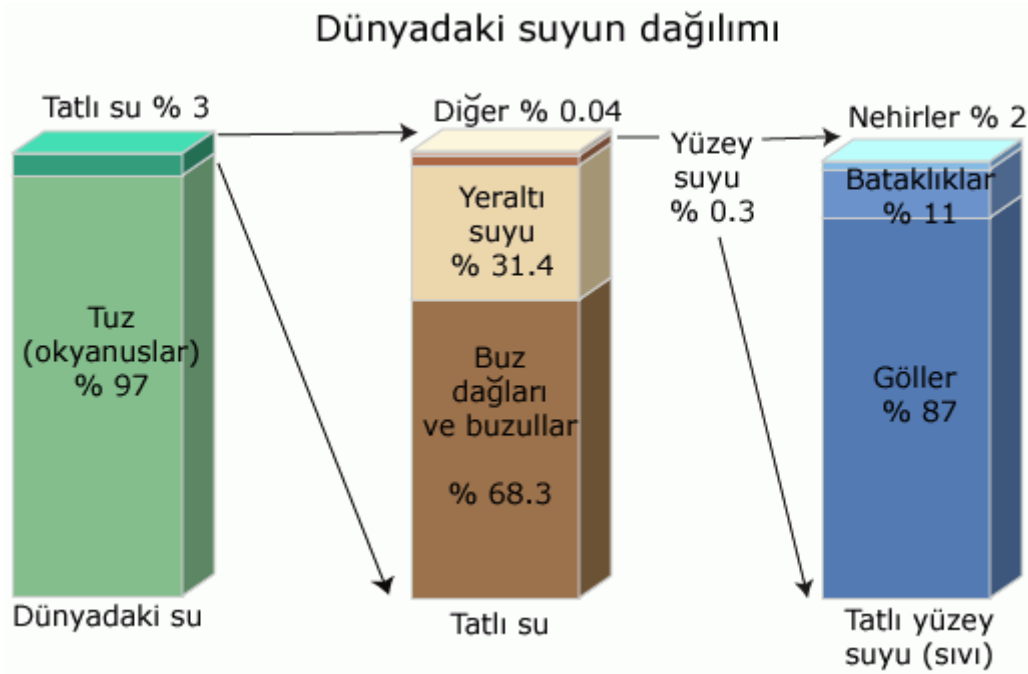 Dünyadaki suyun dağılımı
Tatlı su % 3
Tuz
(okyanuslar)
% 97
Dünyadaki su
Diğer % 0.04
Yeraltı
suyu
% 31.4
Buz
dağları
ve buzullar
% 68.3
Tatlı su
Yüzey
suyu
% 0.3
Nehirler % 2
Bataklıklar
% 11
Göller
% 87
Tatlı yüzey
suyu (sıvı)